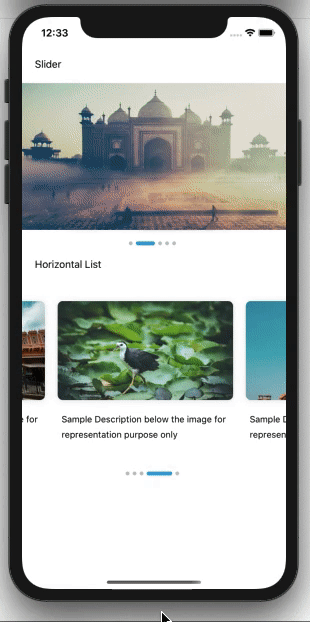 12:33
Slider
Horizontal List
e for
Sample Description below the image for
representation purpose only
Sample D
represen